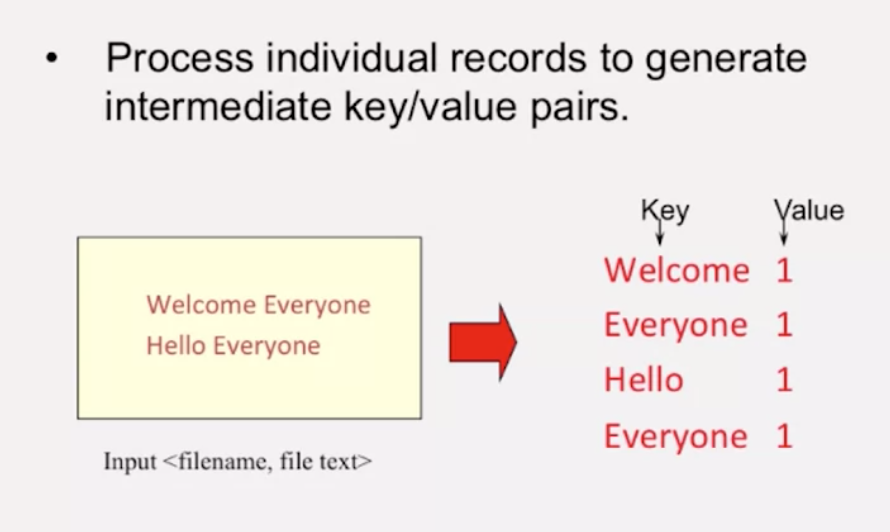 • Process individual records to generate
intermediate key/value pairs.
Key Value
Welcome Everyone
Hello Everyone
Input <filename, file text>
Welcome 1
Everyone 1
Hello 1
Everyone 1